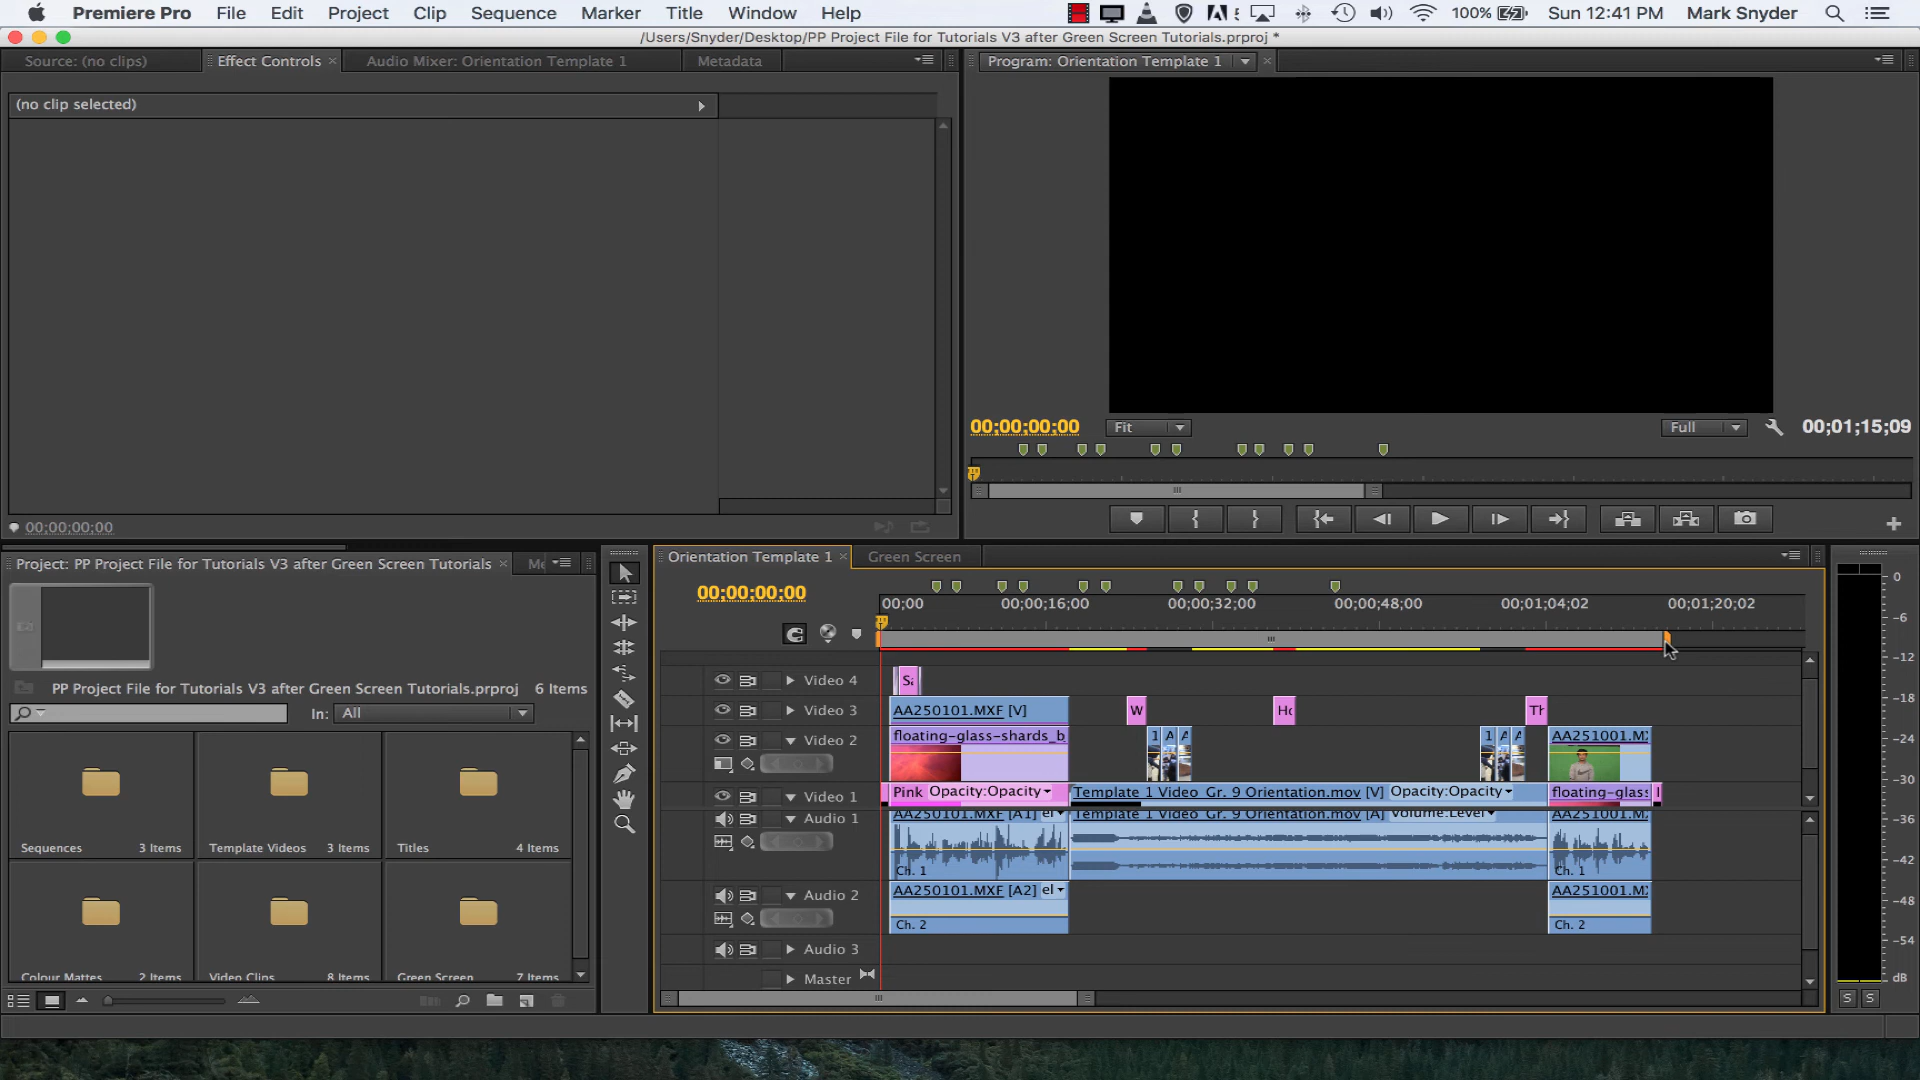 Premiere Pro File Edit Project Clip Sequence Marker Title Window Help 100% Sun 12:41 PM Mark Snyder
/Users/Snyder/Desktop/PP Project File for Tutorials V3 after Green Screen Tutorials.prproj *
Source: (no clips) Effect Controls × Audio Mixer: Orientation Template 1 Metadata
Program: Orientation Template 1 ×
(no clip selected)
00;00;00;00 Fit Full 00;01;15;09
00;00;00;00
Project: PP Project File for Tutorials V3 after Green Screen Tutorials × Me
PP Project File for Tutorials V3 after Green Screen Tutorials.prproj 6 Items
In: All
Sequences 3 Items
Template Videos 3 Items
Titles 4 Items
Colour Mattes 2 Items
Video Clips 8 Items
Green Screen 7 Items
Orientation Template 1 × Green Screen
00;00;00;00
00;00 00;00;16;00 00;00;32;00 00;00;48;00 00;01;04;02 00;01;20;02
Video 4 Sa
Video 3 AA250101.MXF [V] W Ho Th
Video 2 floating-glass-shards_b 1 A A 1 A A AA251001.M
Video 1 Pink Opacity:Opacity Template 1 Video Gr. 9 Orientation.mov [V] Opacity:Opacity floating-glass
Audio 1 AA250101.MXF [A1] el Template 1 Video Gr. 9 Orientation.mov [A] Volume:Level AA251001.M
Ch. 1 Ch. 1
Audio 2 AA250101.MXF [A2] el AA251001.M
Ch. 2 Ch. 2
Audio 3
Master
0
-6
-12
-18
-24
-30
-36
-42
-48
-54
dB
S S